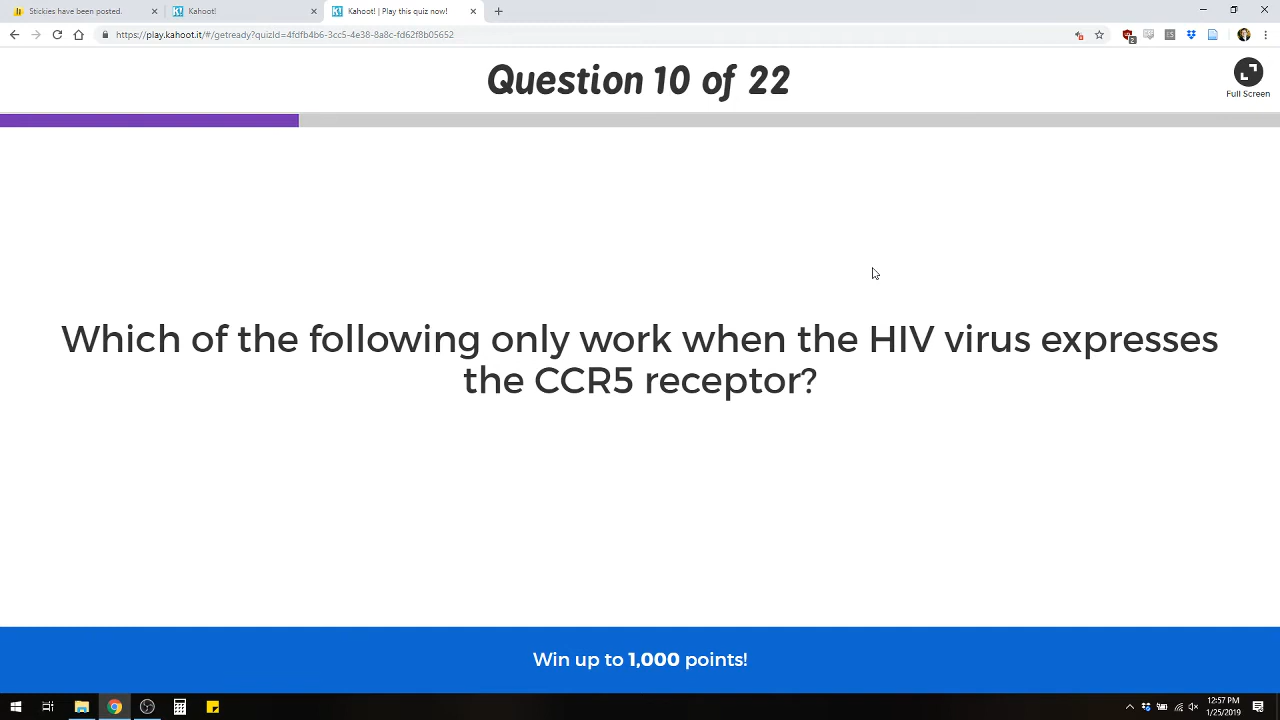 Stickies have been posted.
Kahoot!
Kahoot! | Play this quiz now!
https://play.kahoot.it/#/getready?quizId=4fdfb4b6-3cc5-4e38-8a8c-fd62f8b05652
Question 10 of 22
Full Screen
Which of the following only work when the HIV virus expresses
the CCR5 receptor?
Win up to 1,000 points!
12:57 PM
1/25/2019